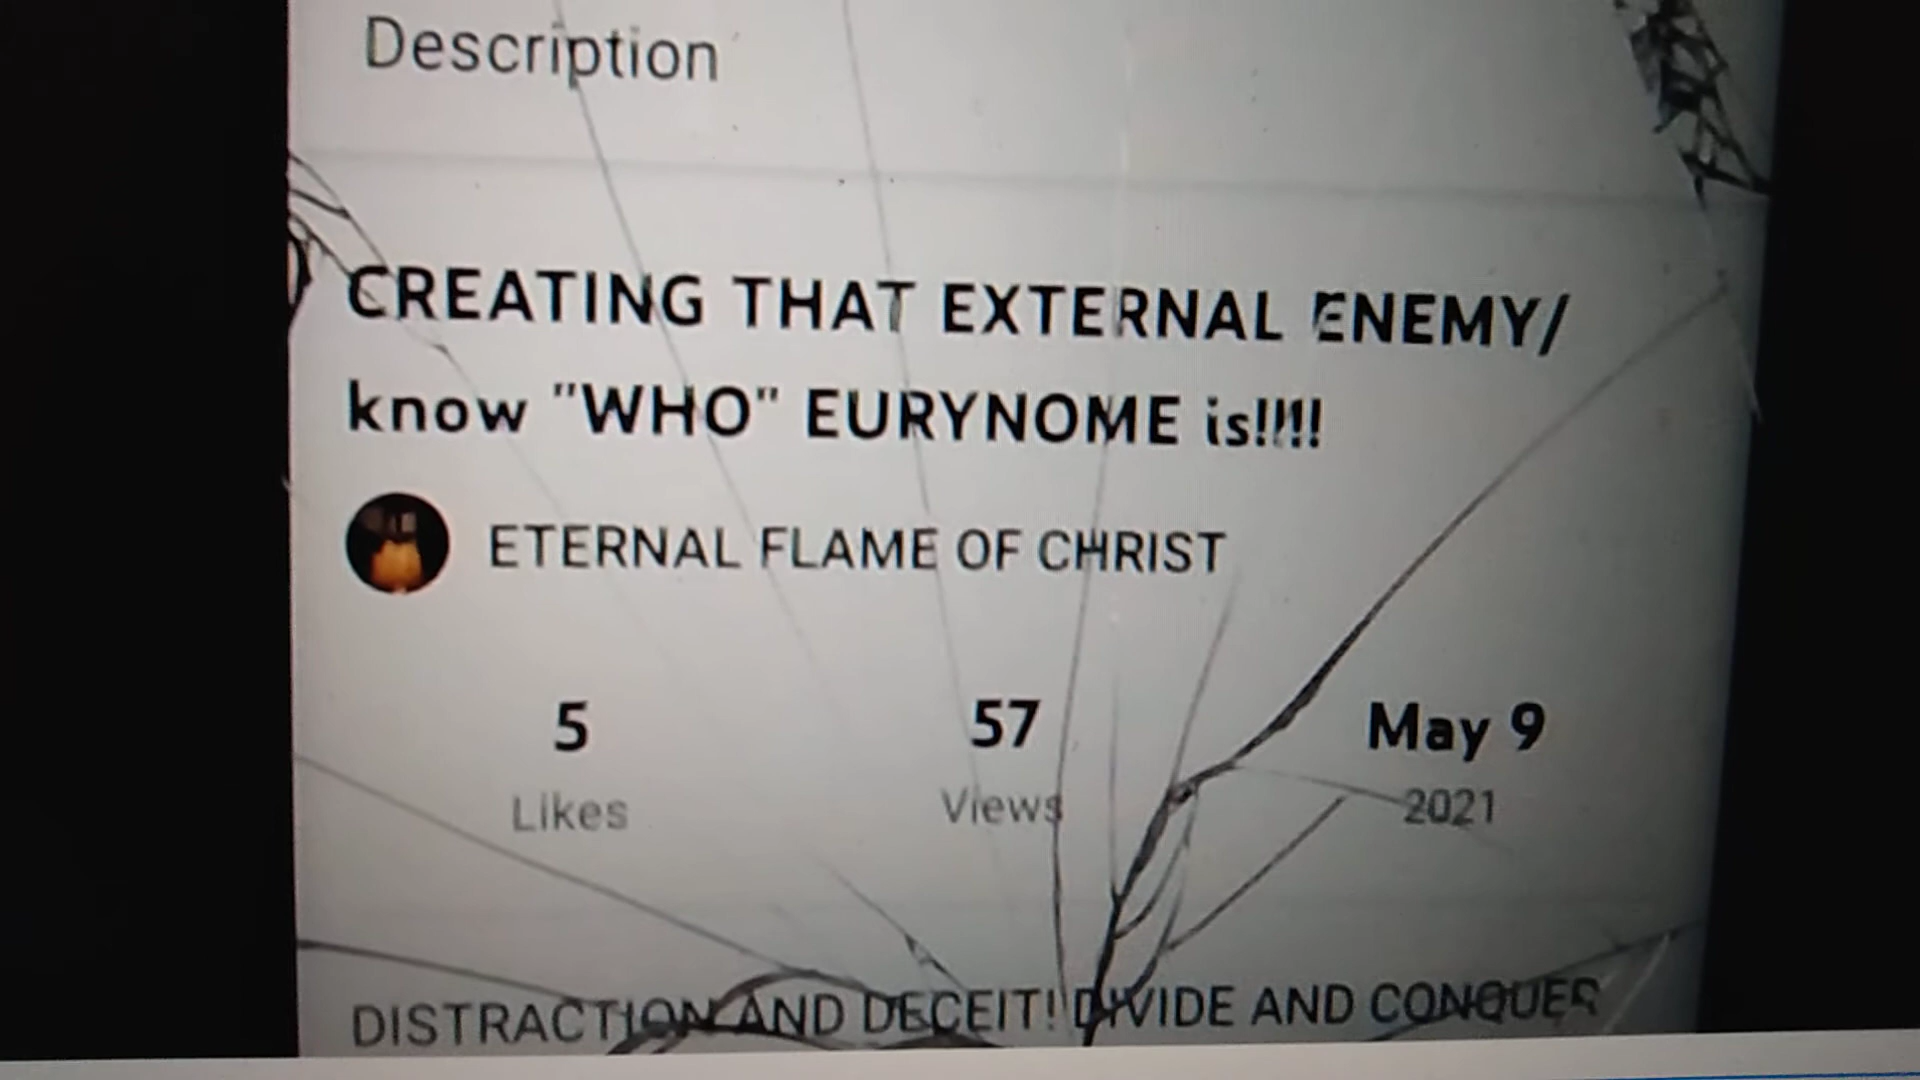 Description
CREATING THAT EXTERNAL ENEMY/
know "WHO" EURYNOME is!!!!
ETERNAL FLAME OF CHRIST
5
Likes
57
Views
May 9
2021
DISTRACTION AND DECEIT! DIVIDE AND CONQUER